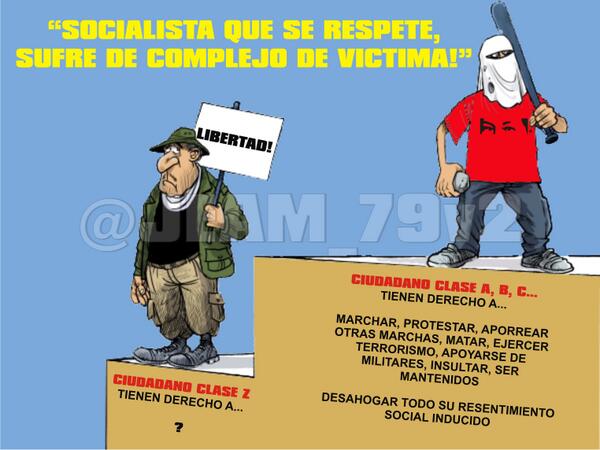 “SOCIALISTA QUE SE RESPETE,
SUFRE DE COMPLEJO DE VICTIMA!”
LIBERTAD!
CIUDADANO CLASE Z
TIENEN DERECHO A...
?
CIUDADANO CLASE A, B, C...
TIENEN DERECHO A...
MARCHAR, PROTESTAR, APORREAR
OTRAS MARCHAS, MATAR, EJERCER
TERRORISMO, APOYARSE DE
MILITARES, INSULTAR, SER
MANTENIDOS
DESAHOGAR TODO SU RESENTIMIENTO
SOCIAL INDUCIDO